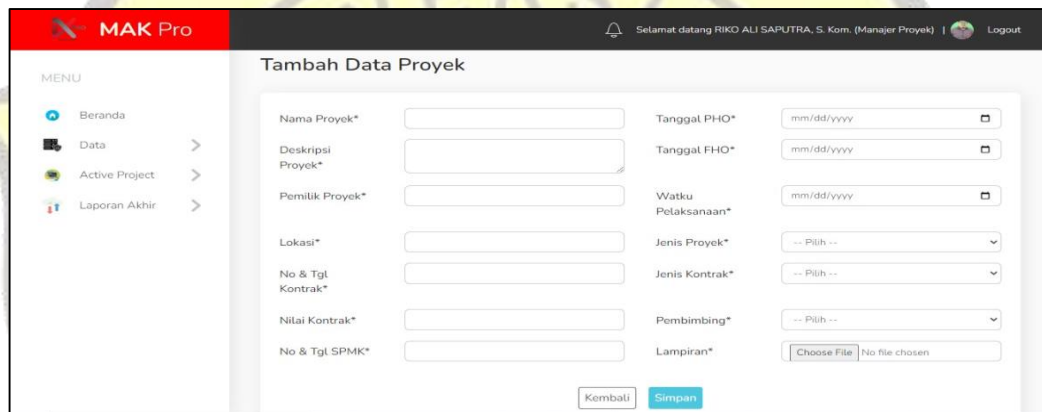 MAK Pro
Selamat datang RIKO ALI SAPUTRA, S. Kom. (Manajer Proyek) | Logout
MENU
Beranda
Data
Active Project
Laporan Akhir
Tambah Data Proyek
Nama Proyek*
Deskripsi
Proyek*
Pemilik Proyek*
Lokasi*
No & Tgl
Kontrak*
Nilai Kontrak*
No & Tgl SPMK*
Tanggal PHO* mm/dd/yyyy
Tanggal FHO* mm/dd/yyyy
Watku mm/dd/yyyy
Pelaksanaan*
Jenis Proyek* -- Pilih --
Jenis Kontrak* -- Pilih --
Pembimbing* -- Pilih --
Lampiran* Choose File No file chosen
Kembali Simpan